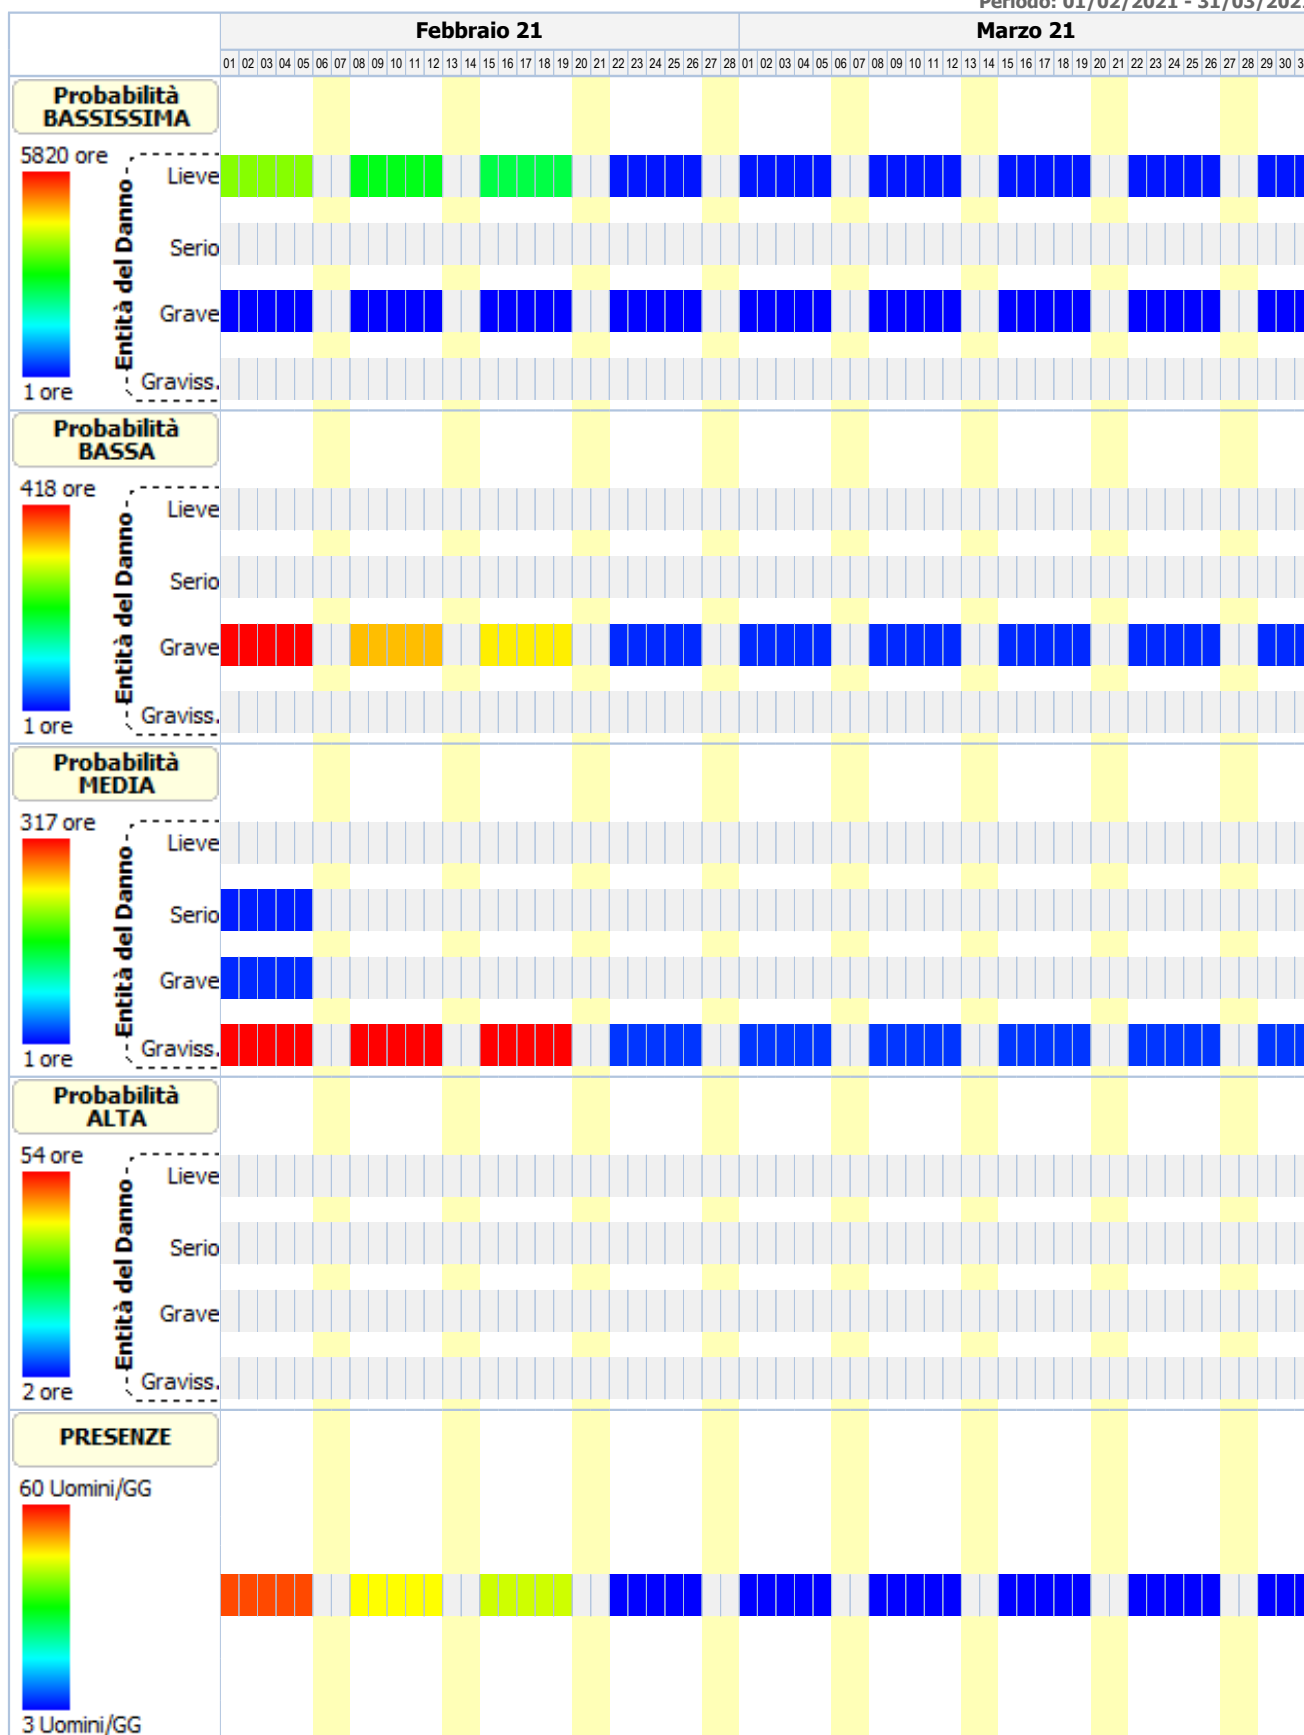 Periodo: 01/02/2021 - 31/03/2021
Febbraio 21 Marzo 21
01 02 03 04 05 06 07 08 09 10 11 12 13 14 15 16 17 18 19 20 21 22 23 24 25 26 27 28 01 02 03 04 05 06 07 08 09 10 11 12 13 14 15 16 17 18 19 20 21 22 23 24 25 26 27 28 29 30 3
Probabilità
BASSISSIMA
5820 ore
Entità del Danno
Lieve
Serio
Grave
Graviss.
1 ore
Probabilità
BASSA
418 ore
Entità del Danno
Lieve
Serio
Grave
Graviss.
1 ore
Probabilità
MEDIA
317 ore
Entità del Danno
Lieve
Serio
Grave
Graviss.
1 ore
Probabilità
ALTA
54 ore
Entità del Danno
Lieve
Serio
Grave
Graviss.
2 ore
PRESENZE
60 Uomini/GG
3 Uomini/GG